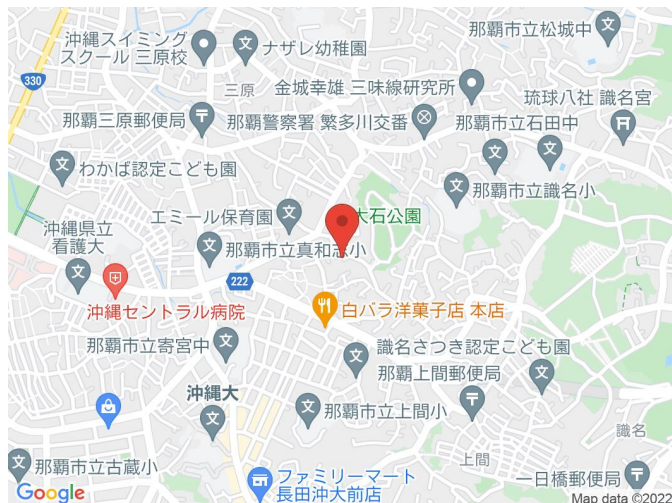 那覇市立松城中
沖縄スイミング
スクール 三原校
ナザレ幼稚園
330
三原
金城幸雄 三味線研究所
琉球八社 識名宮
那覇三原郵便局
那覇警察署 繁多川交番
那覇市立石田中
わかば認定こども園
那覇市立識名小
エミール保育園
大石公園
沖縄県立
看護大
那覇市立真和志小
222
沖縄セントラル病院
白バラ洋菓子店 本店
那覇市立寄宮中
識名さつき認定こども園
那覇上間郵便局
沖縄大
那覇市立上間小
識名
上間
那覇市立古蔵小
ファミリーマート
長田沖大前店
一日橋郵便局
Google
Map data ©2022